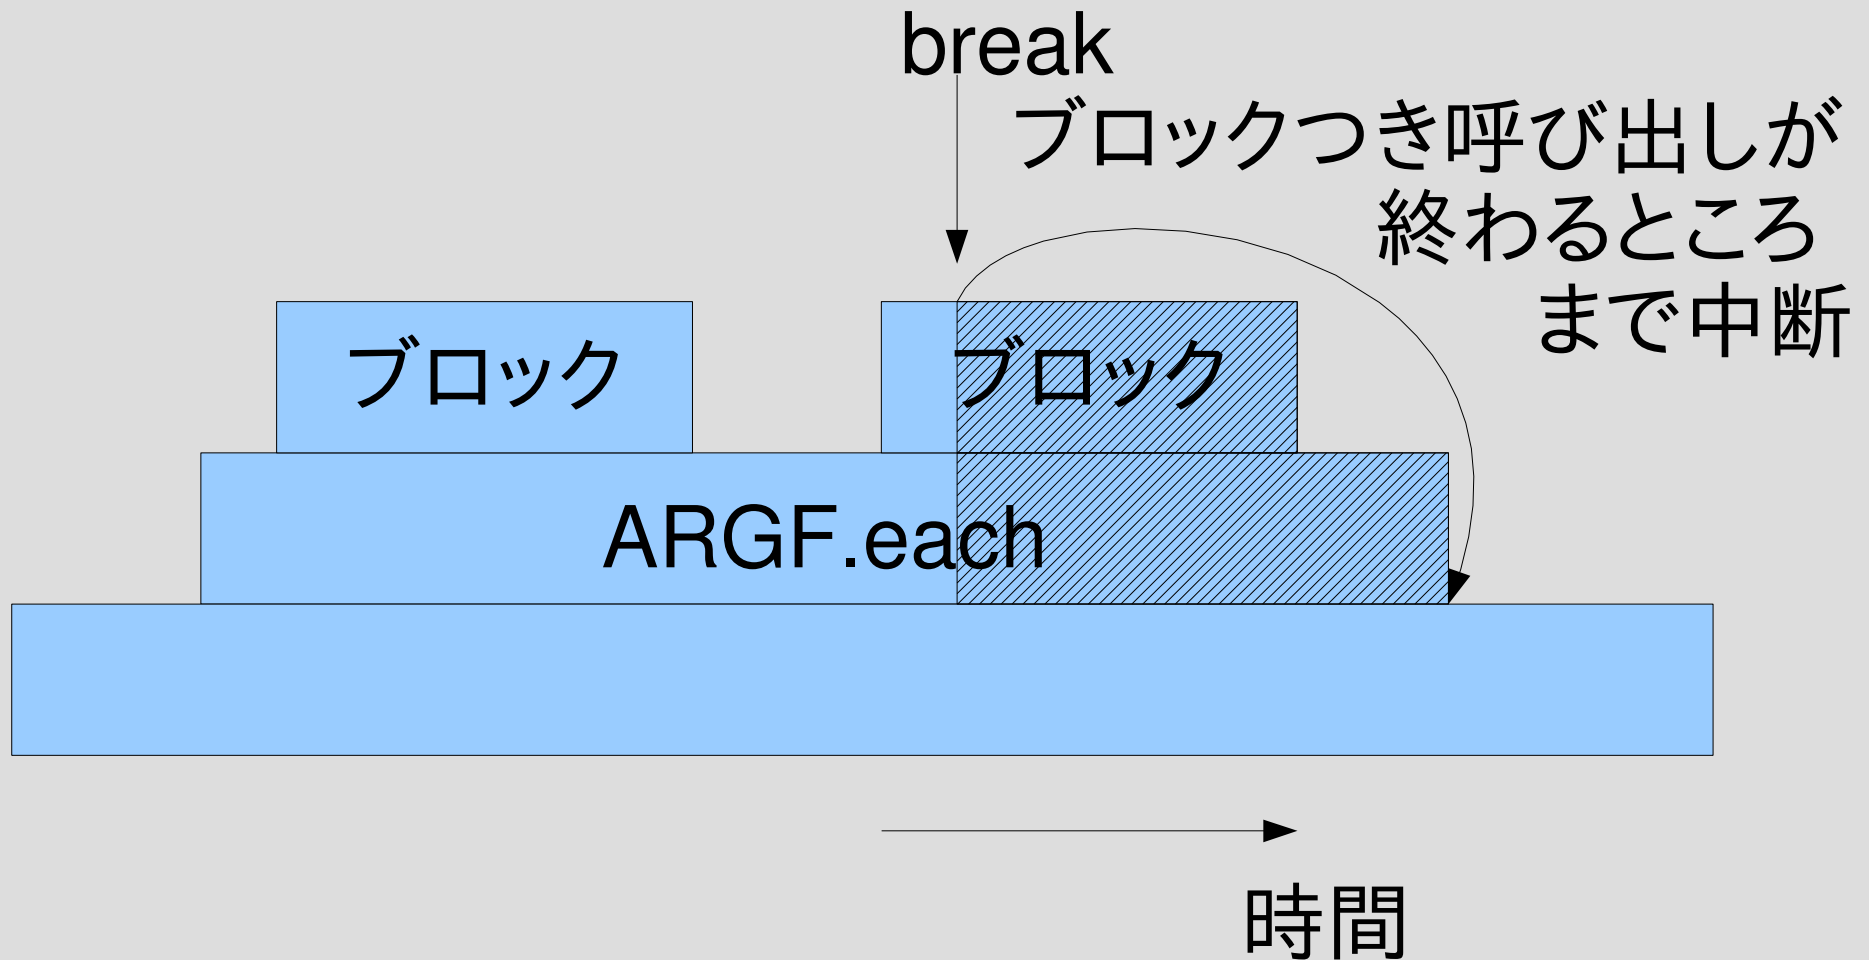 break
ブロックつき呼び出しが
終わるところ
まで中断
ブロック
ブロック
ARGF.each
時間